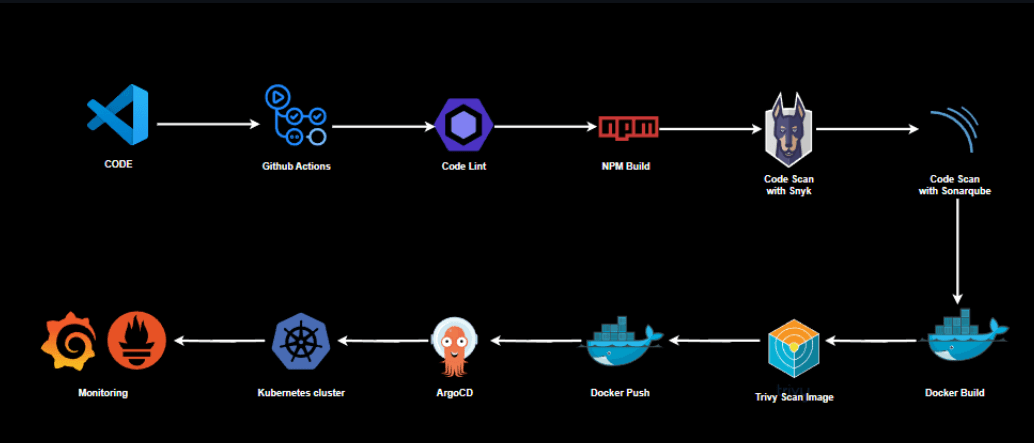 npm
CODE
Github Actions
Code Lint
NPM Build
Code Scan
with Snyk
Code Scan
with Sonarqube
trivy
Monitoring
Kubernetes cluster
ArgoCD
Docker Push
Trivy Scan Image
Docker Build